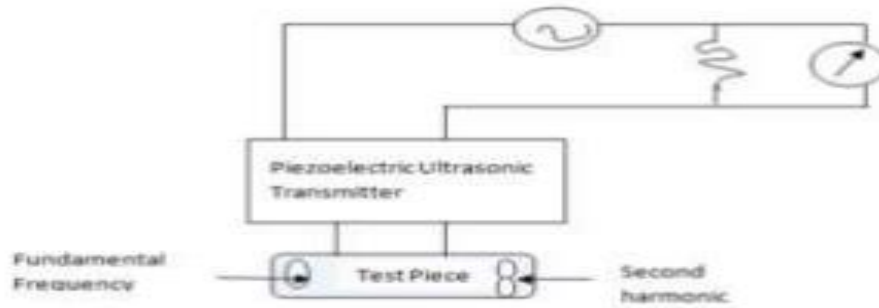 Piezoelectric Ultrasonic
Transmitter
Fundamental
Frequency
Test Piece
Second
harmonic